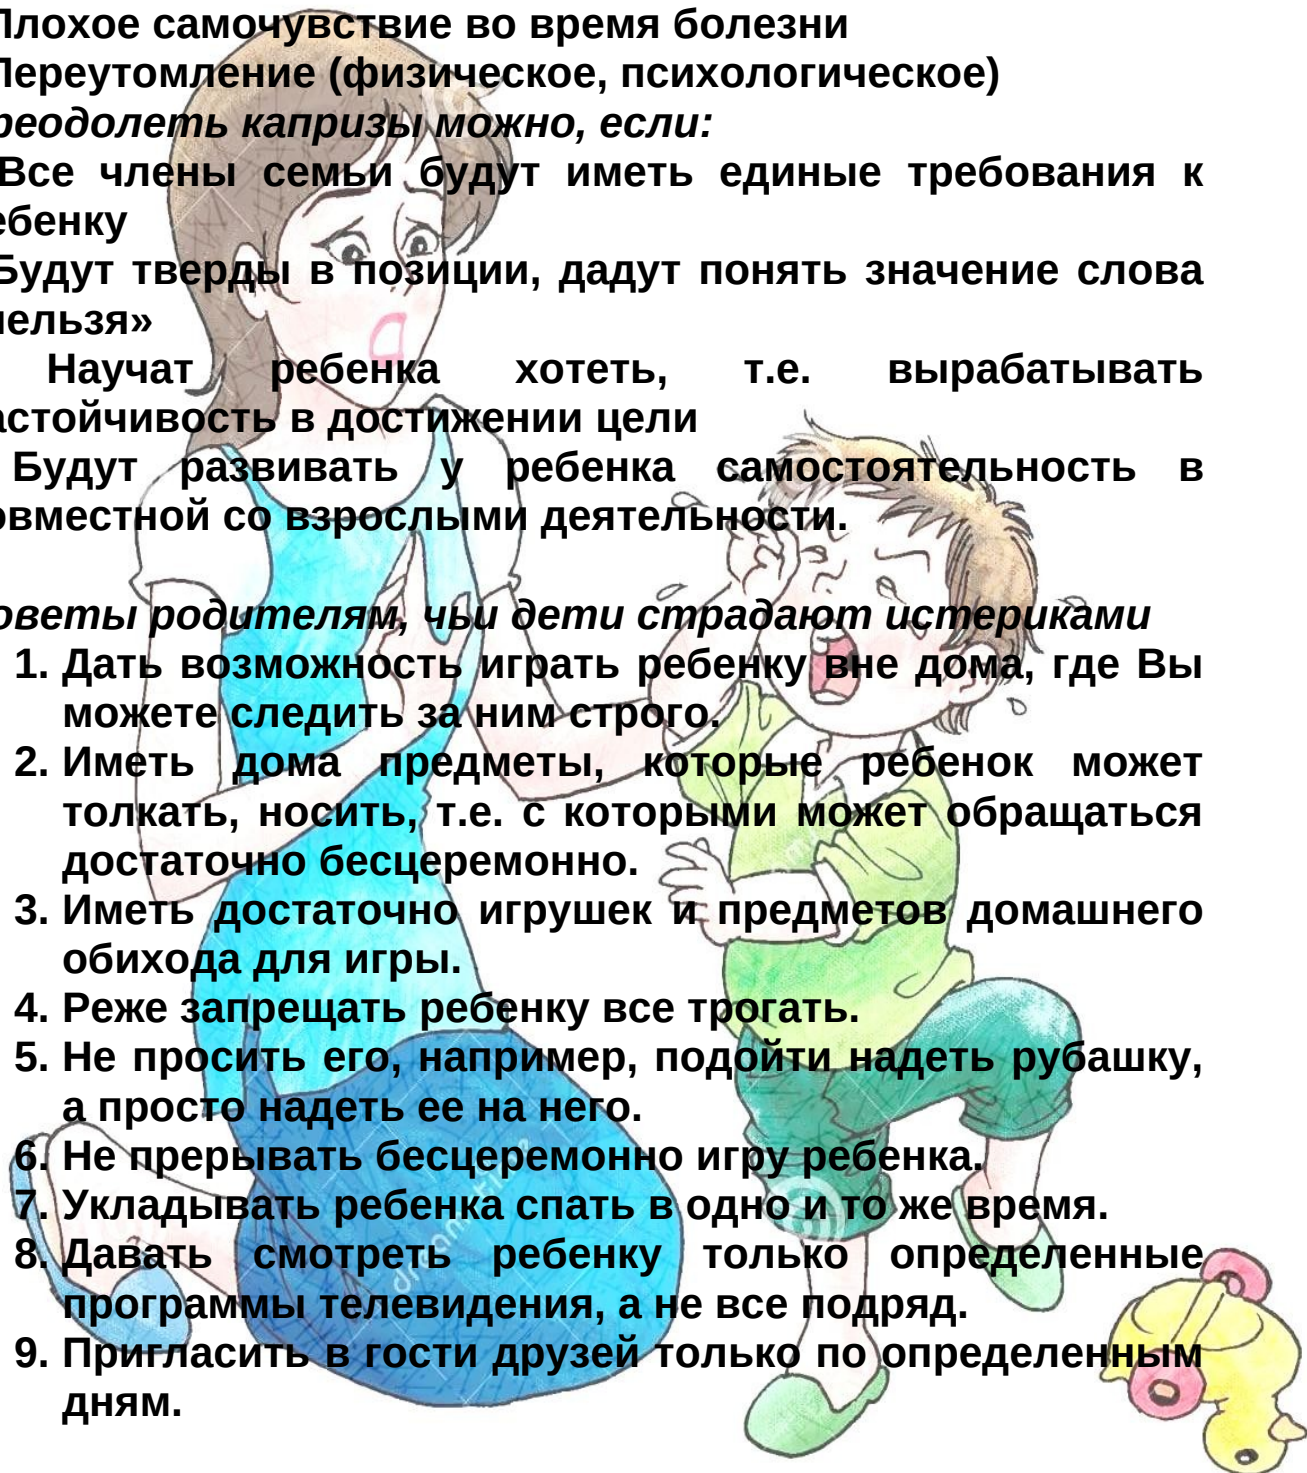 Плохое самочувствие во время болезни
Переутомление (физическое, психологическое)
реодолеть капризы можно, если:
Все члены семьи будут иметь единые требования к
ебенку
Будут тверды в позиции, дадут понять значение слова
нельзя»
Научат ребенка хотеть, т.е. вырабатывать
астойчивость в достижении цели
Будут развивать у ребенка самостоятельность в
овместной со взрослыми деятельности.
оветы родителям, чьи дети страдают истериками
1. Дать возможность играть ребенку вне дома, где Вы
можете следить за ним строго.
2. Иметь дома предметы, которые ребенок может
толкать, носить, т.е. с которыми может обращаться
достаточно бесцеремонно.
3. Иметь достаточно игрушек и предметов домашнего
обихода для игры.
4. Реже запрещать ребенку все трогать.
5. Не просить его, например, подойти надеть рубашку,
а просто надеть ее на него.
6. Не прерывать бесцеремонно игру ребенка.
7. Укладывать ребенка спать в одно и то же время.
8. Давать смотреть ребенку только определенные
программы телевидения, а не все подряд.
9. Пригласить в гости друзей только по определенным
дням.